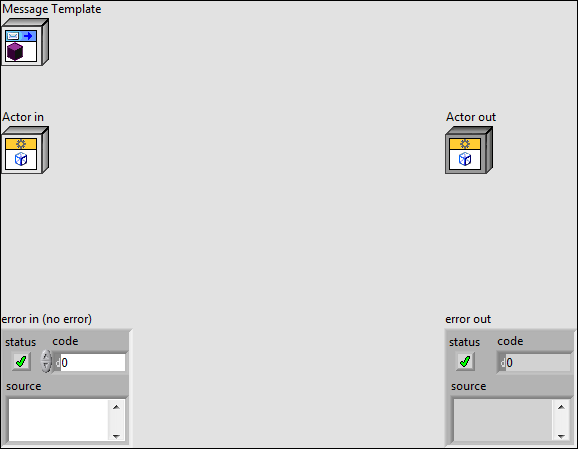 Message Template
Actor in
Actor out
error in (no error)
error out
status code
0
source
status code
0
source